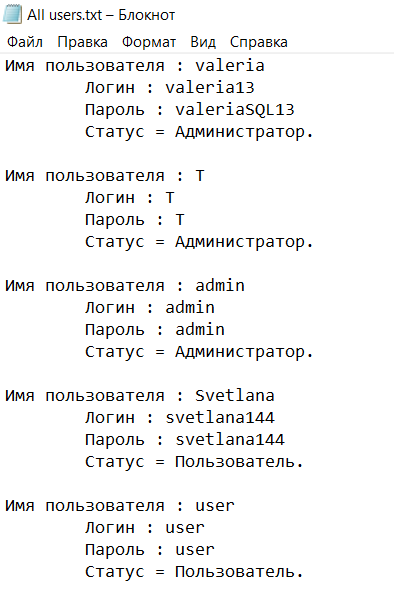 All users.txt – Блокнот
Файл Правка Формат Вид Справка
Имя пользователя : valeria
Логин : valeria13
Пароль : valeriaSQL13
Статус = Администратор.
Имя пользователя : T
Логин : T
Пароль : T
Статус = Администратор.
Имя пользователя : admin
Логин : admin
Пароль : admin
Статус = Администратор.
Имя пользователя : Svetlana
Логин : svetlana144
Пароль : svetlana144
Статус = Пользователь.
Имя пользователя : user
Логин : user
Пароль : user
Статус = Пользователь.